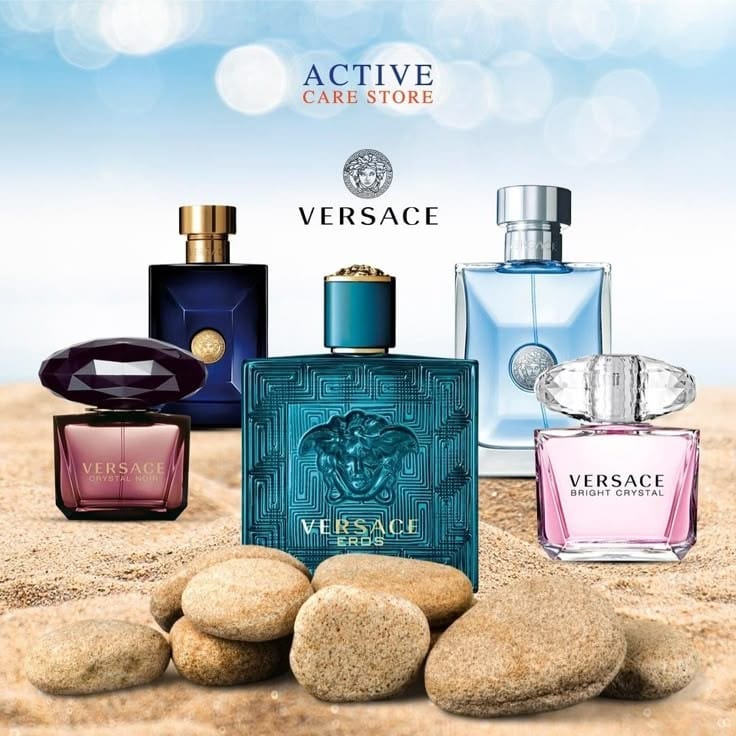 ACTIVE
CARE STORE
VERSACE
VERSACE
CRYSTAL NOIR
VERSACE
EROS
VERSACE
BRIGHT CRYSTAL